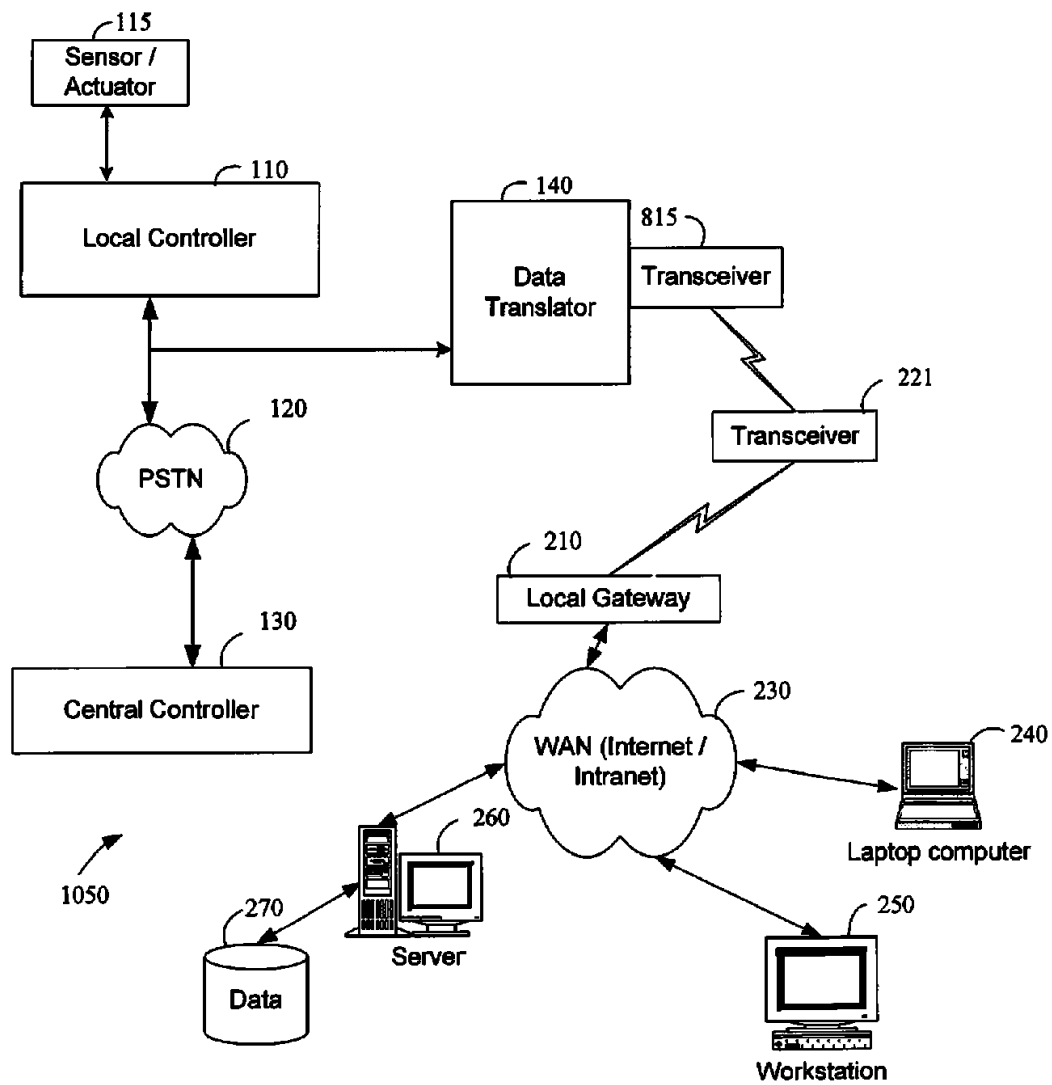 115
Sensor /
Actuator
110
Local Controller
140
Data
Translator
815
Transceiver
221
Transceiver
120
PSTN
210
Local Gateway
130
Central Controller
230
WAN (Internet /
Intranet)
240
Laptop computer
260
Server
1050
270
Data
250
Workstation